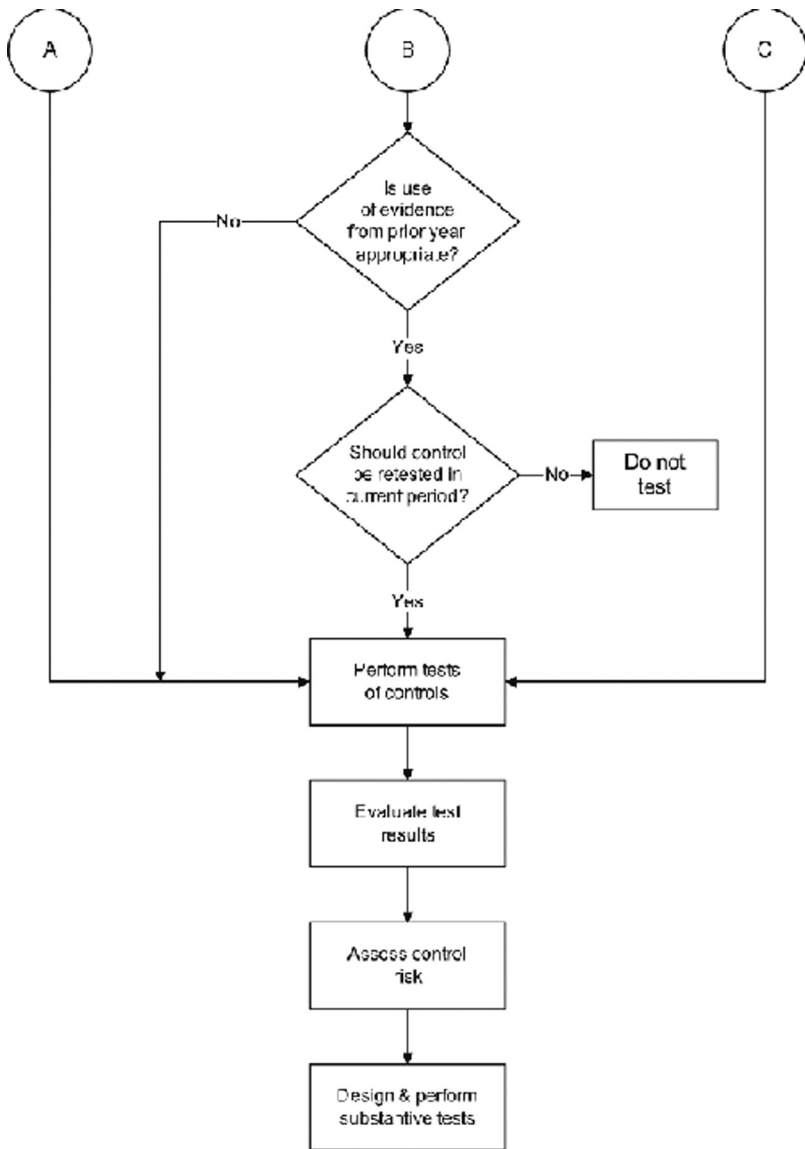 A
B
C
Is use
of evidence
from prior year
appropriate?
No
Yes
Should control
be retested in
current period?
No
Do not
test
Yes
Perform tests
of controls
Evaluate test
results
Assess control
risk
Design & perform
substantive tests